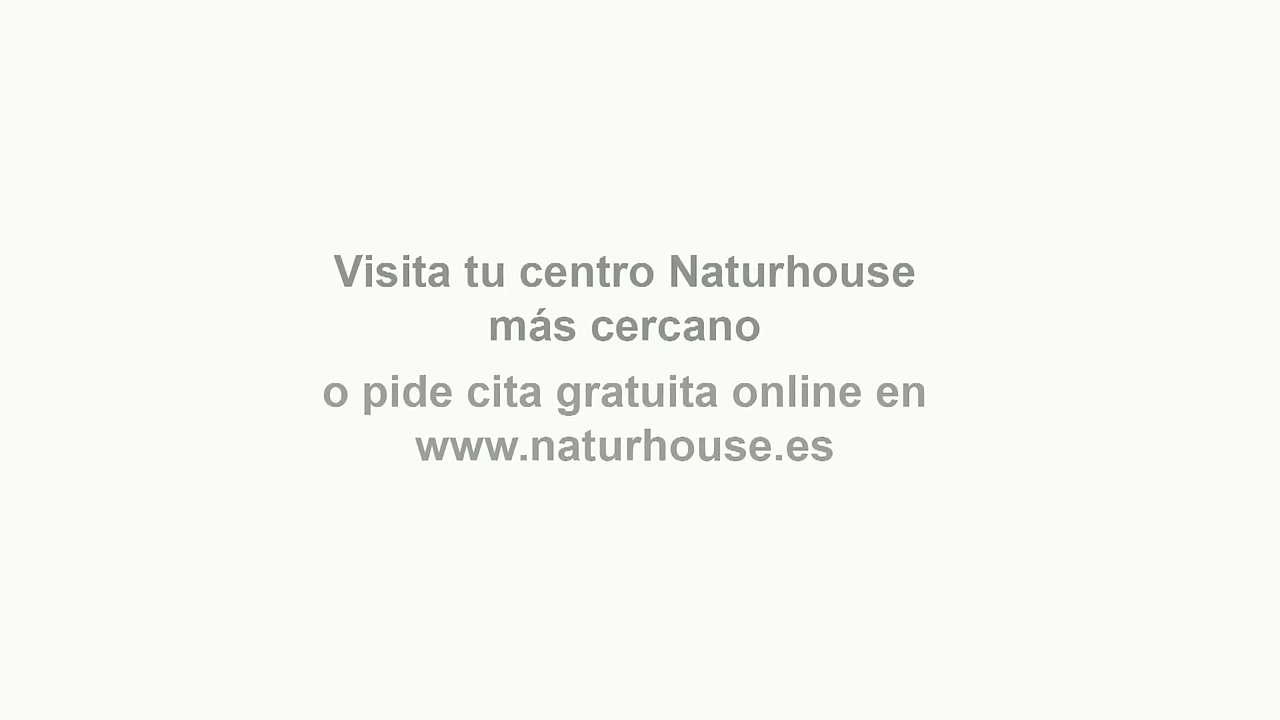 Visita tu centro Naturhouse
más cercano
o pide cita gratuita online en
www.naturhouse.es